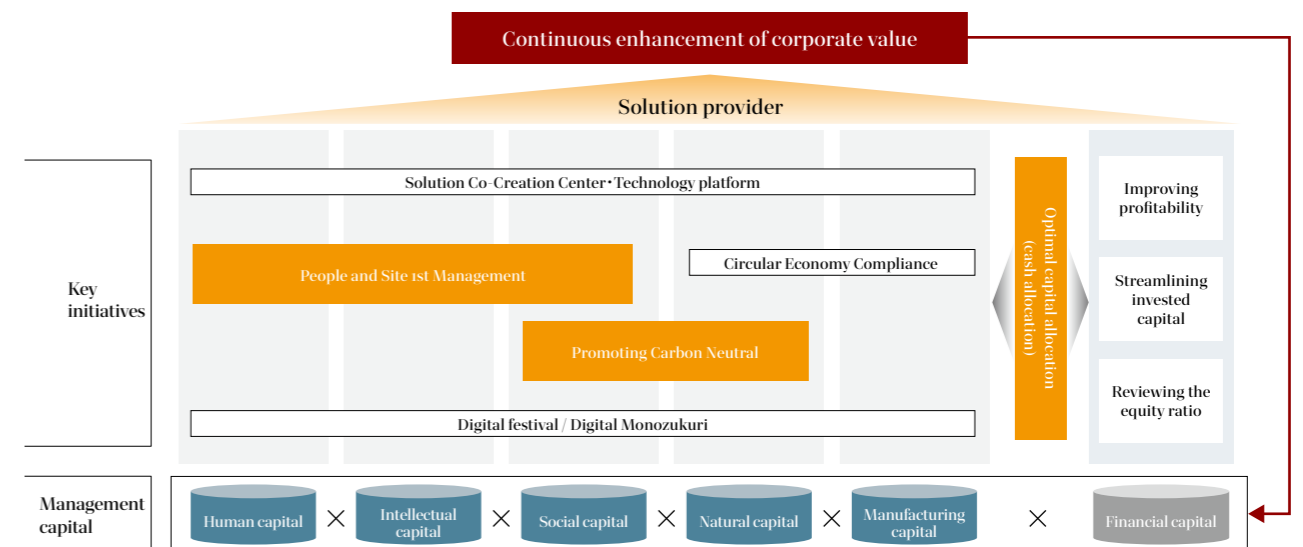 Continuous enhancement of corporate value
Solution provider
Key
initiatives
Solution Co-Creation Center・Technology platform
People and Site 1st Management
Circular Economy Compliance
Promoting Carbon Neutral
Digital festival / Digital Monozukuri
Optimal capital allocation
(cash allocation)
Improving
profitability
Streamlining
invested
capital
Reviewing the
equity ratio
Management
capital
Human capital
×
Intellectual
capital
×
Social capital
×
Natural capital
×
Manufacturing
capital
×
Financial capital